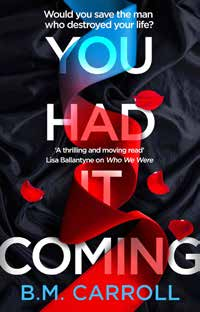 Would you save the man
who destroyed your life?
YOU
HAD
'A thrilling and moving read'
Lisa Ballantyne on Who We Were
IT
COMING
B.M. CARROLL